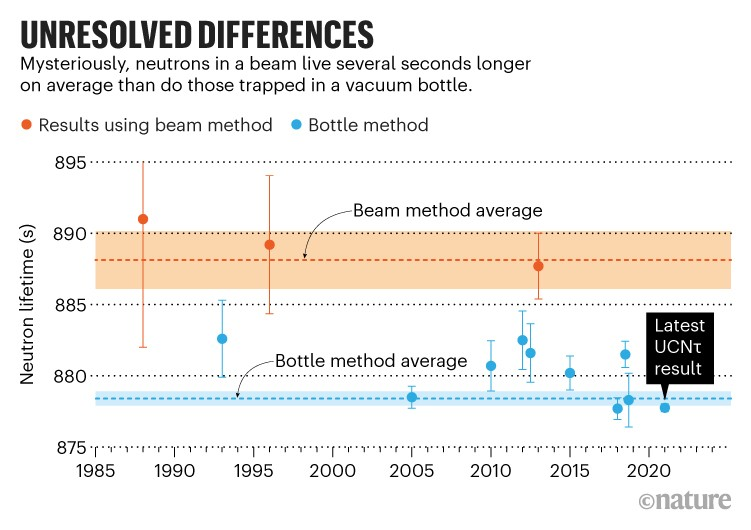 UNRESOLVED DIFFERENCES
Mysteriously, neutrons in a beam live several seconds longer
on average than do those trapped in a vacuum bottle.
Results using beam method
Bottle method
895
890
885
880
875
Neutron lifetime (s)
Beam method average
Bottle method average
Latest
UCNτ
result
1985 1990 1995 2000 2005 2010 2015 2020
©nature